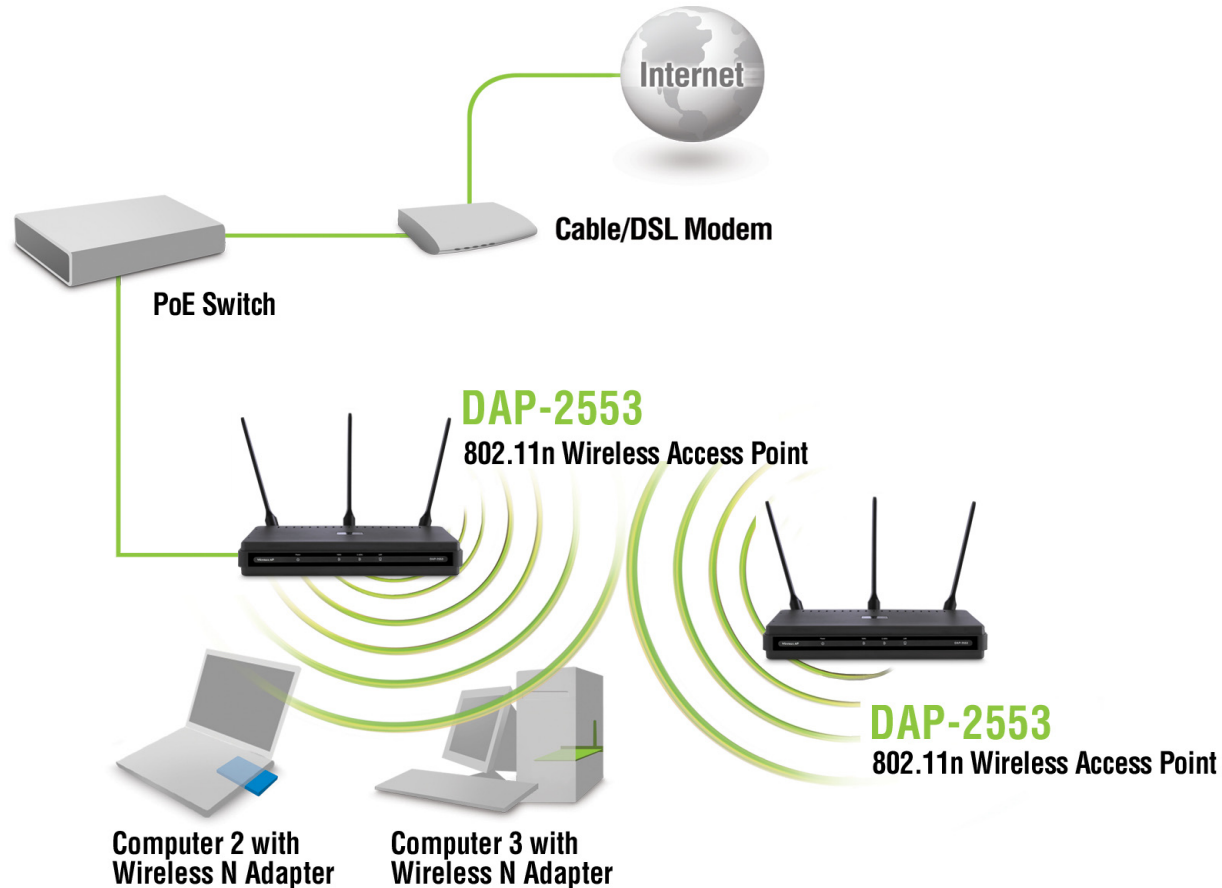 Internet
Cable/DSL Modem
PoE Switch
DAP-2553
802.11n Wireless Access Point
DAP-2553
802.11n Wireless Access Point
Computer 2 with
Wireless N Adapter
Computer 3 with
Wireless N Adapter